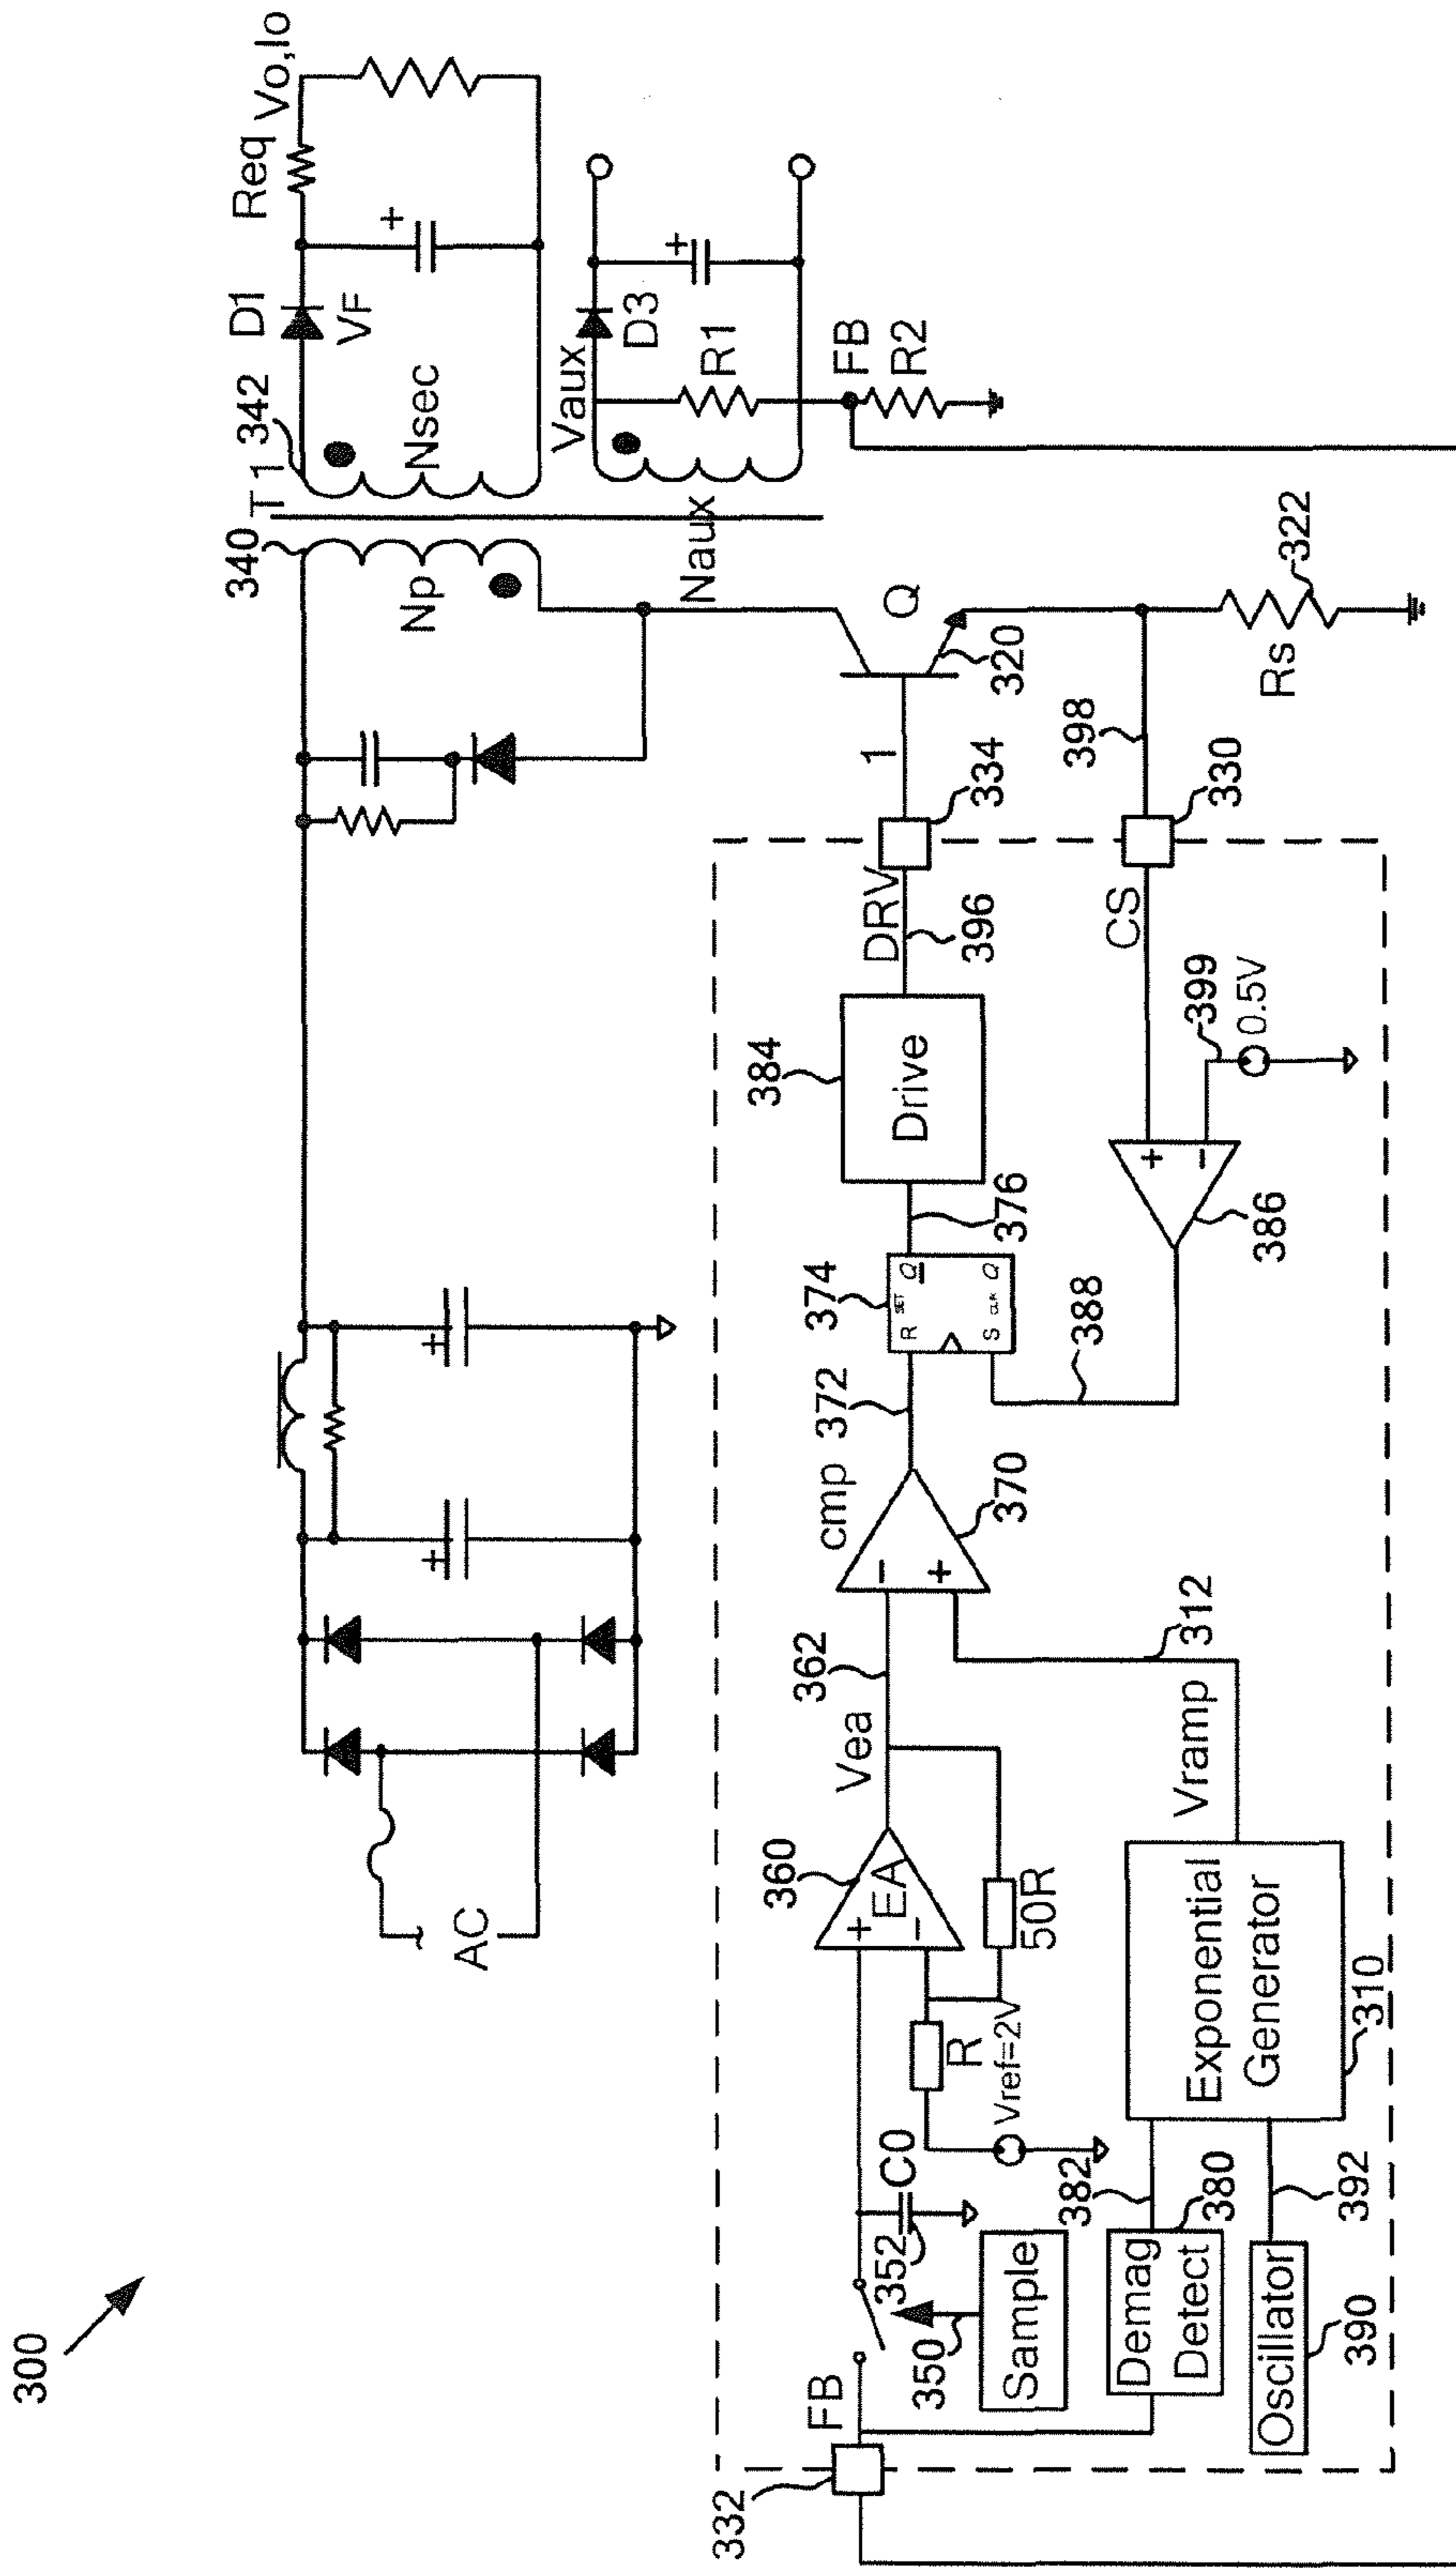 300
AC
T1
340
342
Np
Nsec
Naux
D1
VF
Req
Vo,Io
+
+
+
+
Vaux
D3
R1
FB
R2
Q
320
1
334
398
330
322
Rs
DRV
396
CS
399
0.5V
384
Drive
376
374
R
SET
Q
S
CLR
Q
388
386
+
−
cmp
372
370
−
+
362
312
Vea
Vramp
360
EA
+
−
50R
R
Vref=2V
C0
352
350
Sample
FB
332
Exponential
Generator
310
382
380
Demag
Detect
392
Oscillator
390